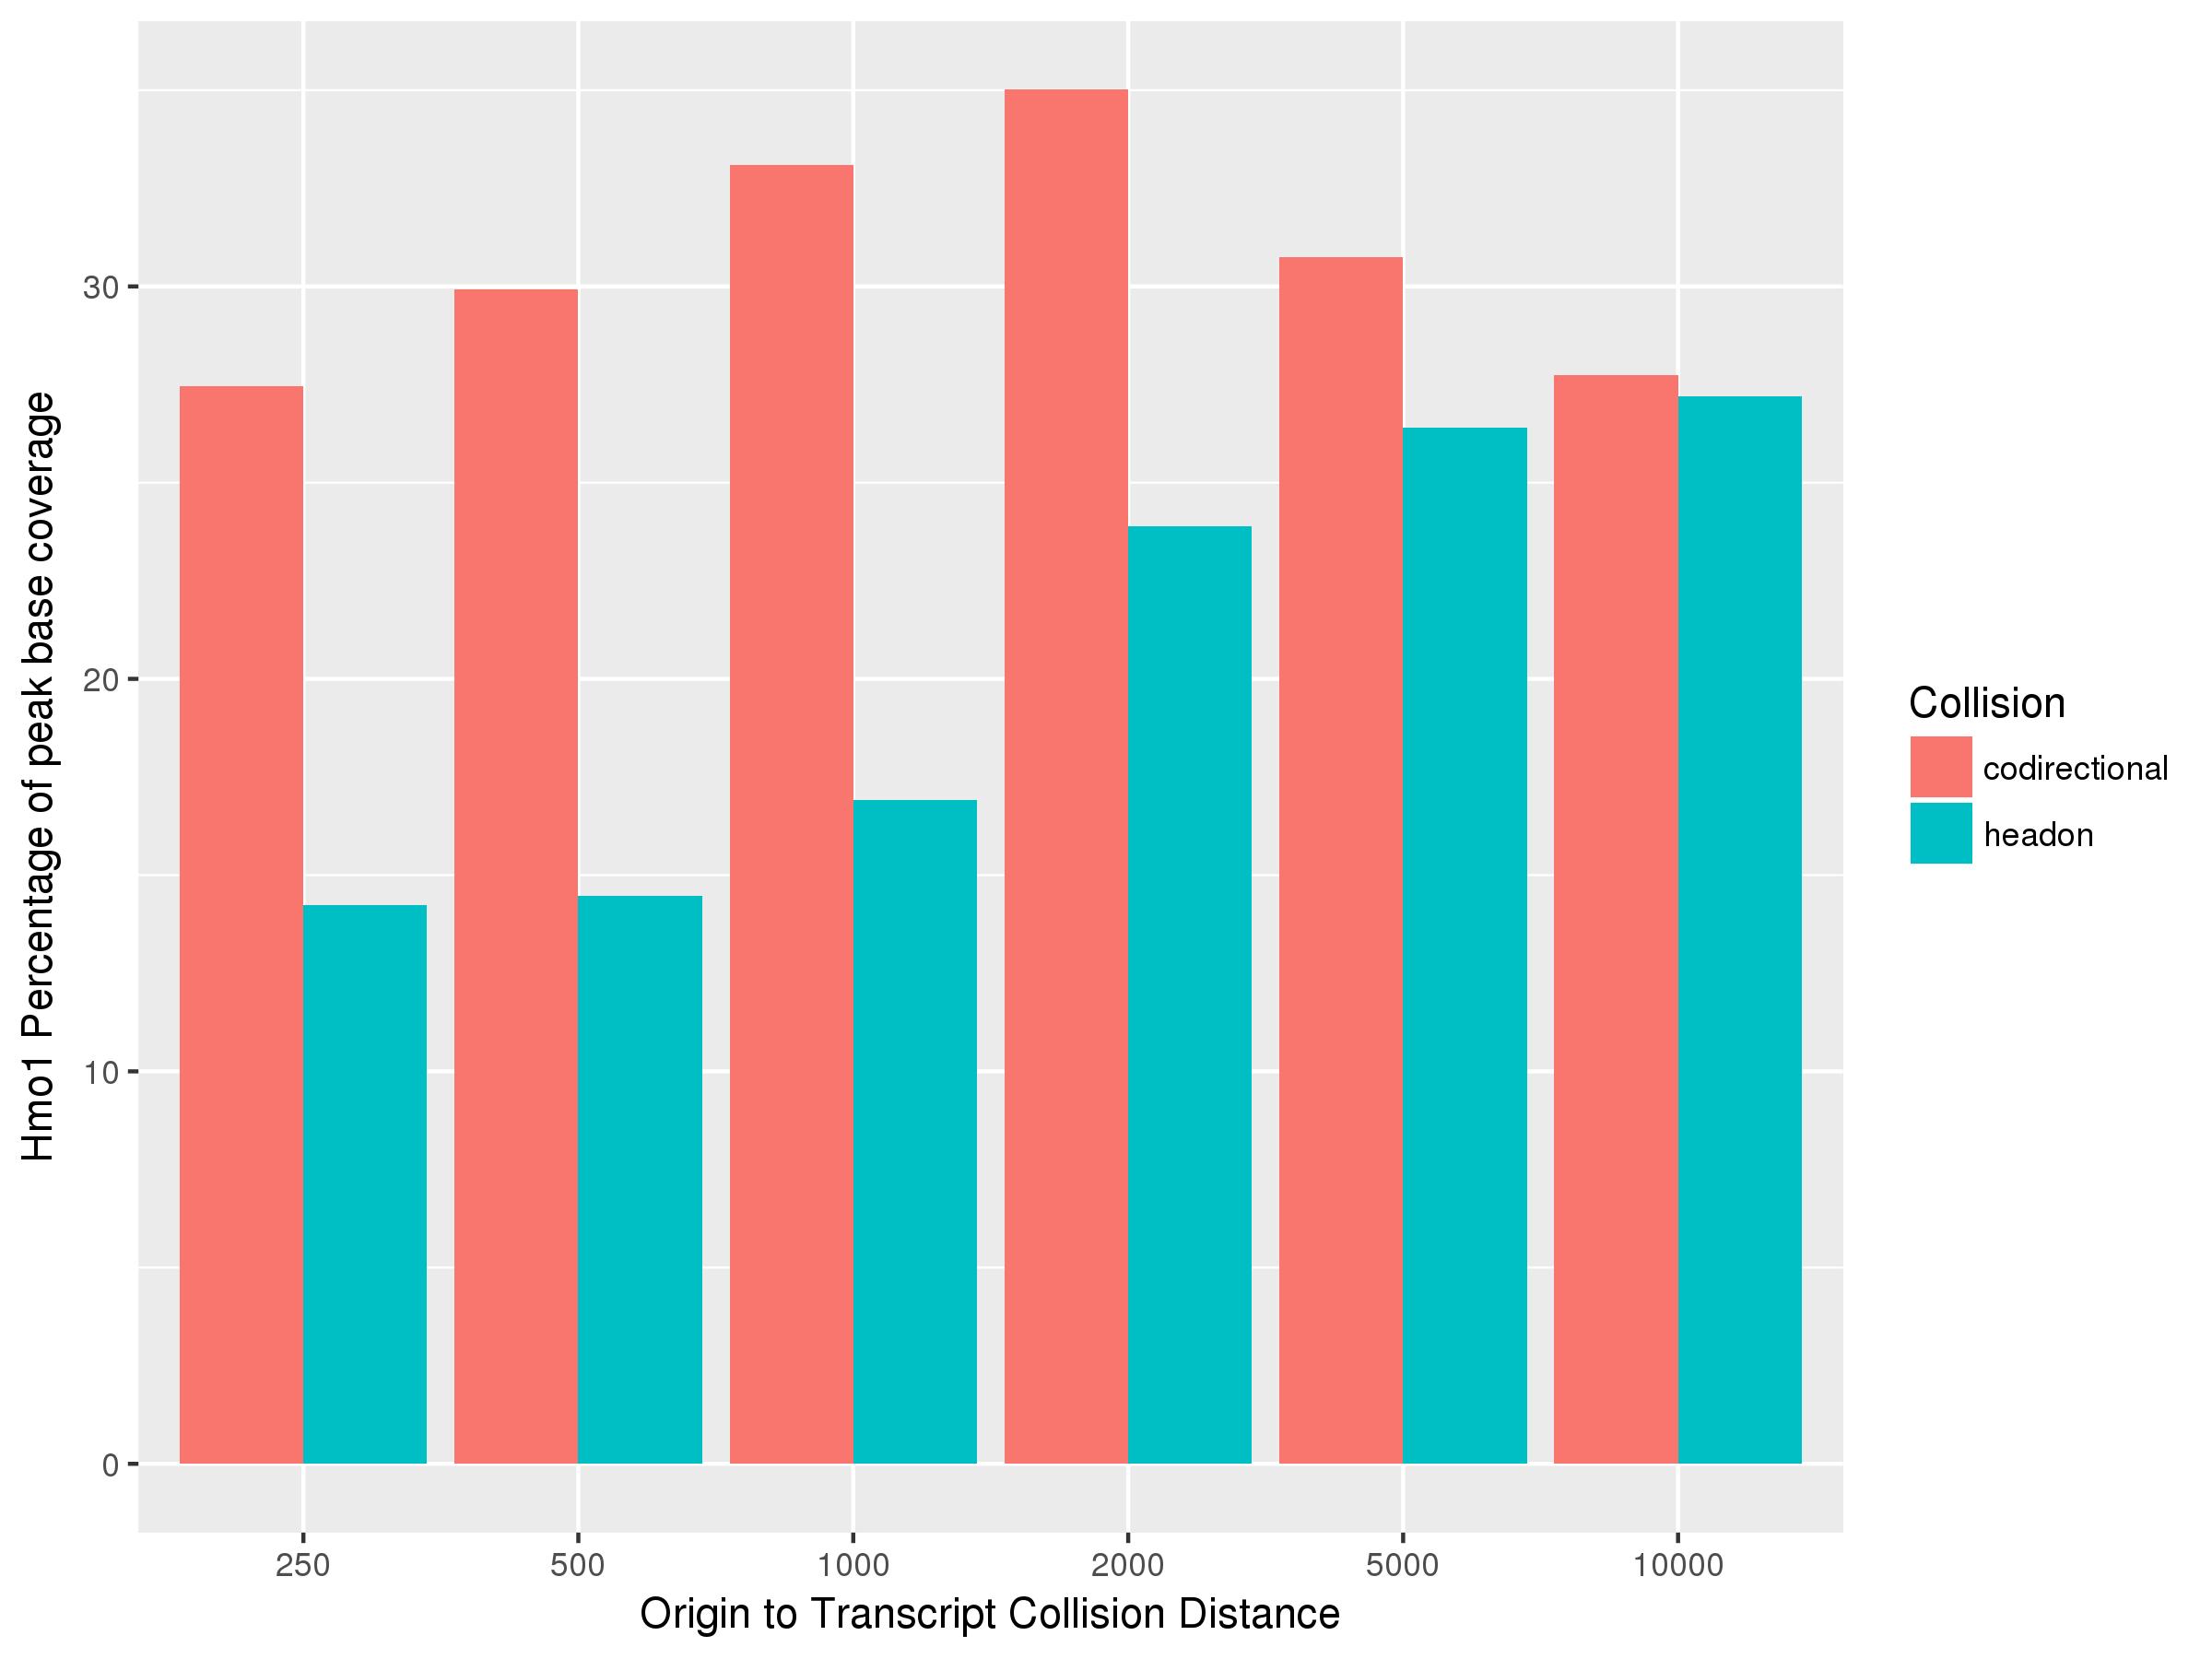 Hmo1 Percentage of peak base coverage
30
20
10
0
250 500 1000 2000 5000 10000
Origin to Transcript Collision Distance
Collision
codirectional
headon